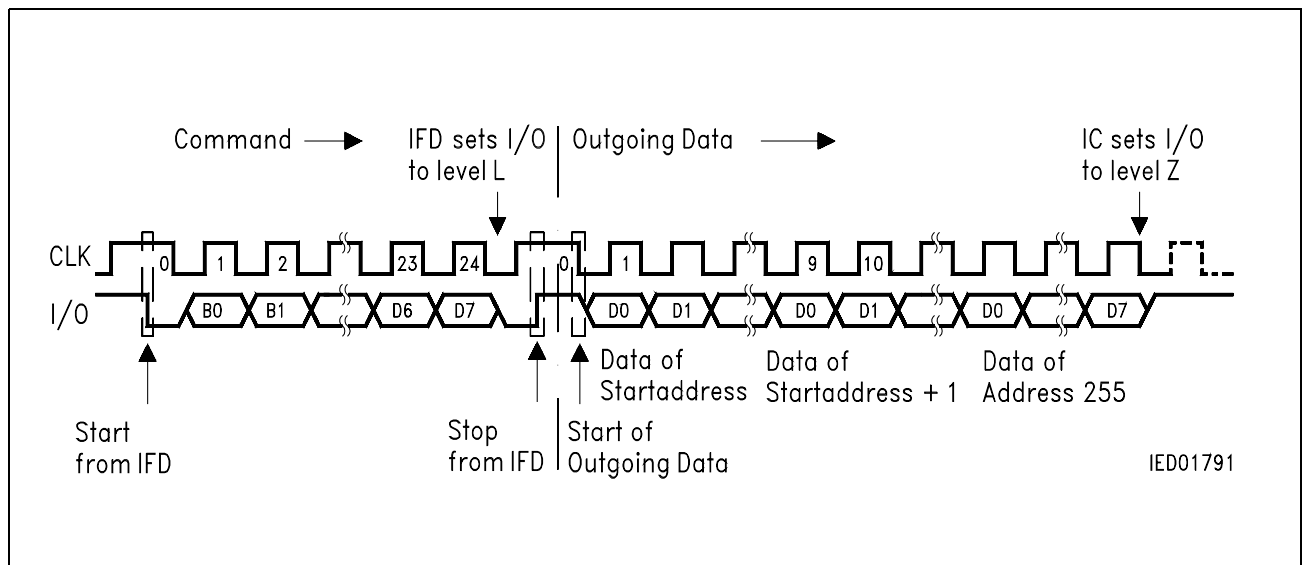 Command
IFD sets I/O
to level L
Outgoing Data
IC sets I/O
to level Z
CLK
0 1 2 23 24 0 1 9 10
I/O
B0 B1 D6 D7 D0 D1 D0 D1 D0 D7
Data of
Startaddress
Data of
Startaddress + 1
Data of
Address 255
Start
from IFD
Stop
from IFD
Start of
Outgoing Data
IED01791